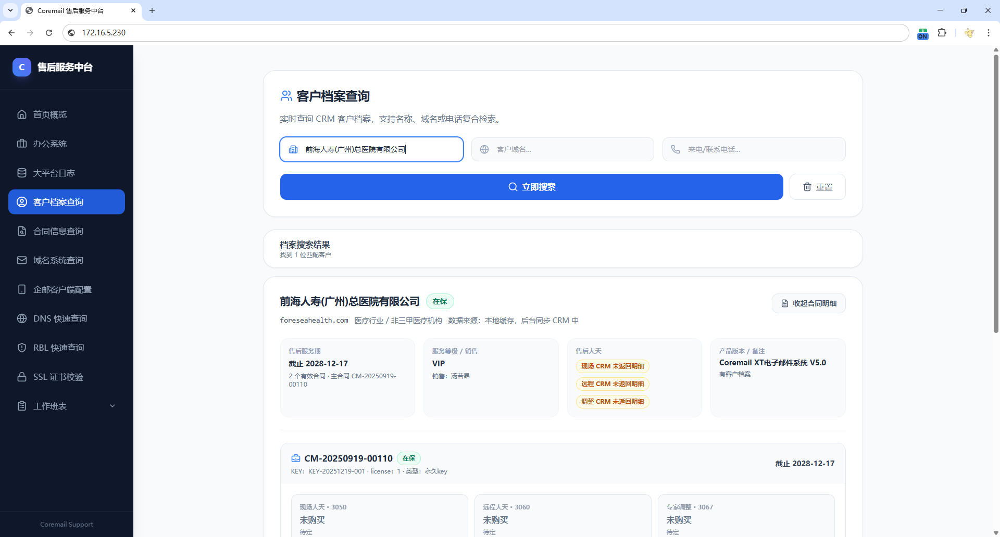 Coremail 售后服务中台
172.16.5.230
ON
C
售后服务中台
首页概览
办公系统
大平台日志
客户档案查询
合同信息查询
域名系统查询
企邮客户端配置
DNS 快速查询
RBL 快速查询
SSL 证书校验
工作班表
Coremail Support
客户档案查询
实时查询 CRM 客户档案，支持名称、域名或电话复合检索。
前海人寿(广州)总医院有限公司
客户域名...
来电/联系电话...
立即搜索
重置
档案搜索结果
找到 1 位匹配客户
前海人寿(广州)总医院有限公司 在保
收起合同明细
foreseahealth.com 医疗行业 / 非三甲医疗机构 数据来源：本地缓存，后台同步 CRM 中
售后服务期
截止 2028-12-17
2 个有效合同 · 主合同 CM-20250919-
00110
服务等级 / 销售
VIP
销售：汤若昂
售后人天
现场 CRM 未返回明细
远程 CRM 未返回明细
调整 CRM 未返回明细
产品版本 / 备注
Coremail XT电子邮件系统 V5.0
有客户档案
CM-20250919-00110 在保
截止 2028-12-17
KEY：KEY-20251219-001 · license：1 · 类型：永久key
现场人天 • 3050
未购买
待定
远程人天 • 3060
未购买
待定
专家调整 • 3067
未购买
待定